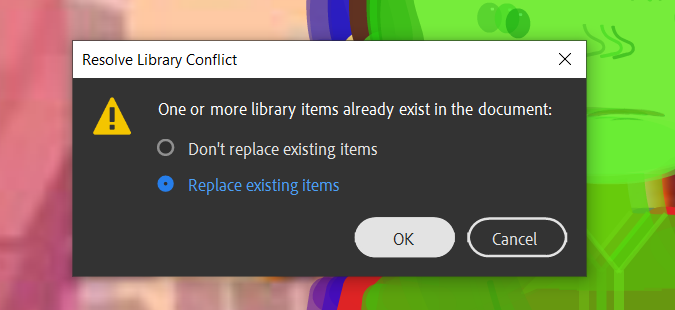 Resolve Library Conflict
One or more library items already exist in the document:
Don't replace existing items
Replace existing items
OK
Cancel